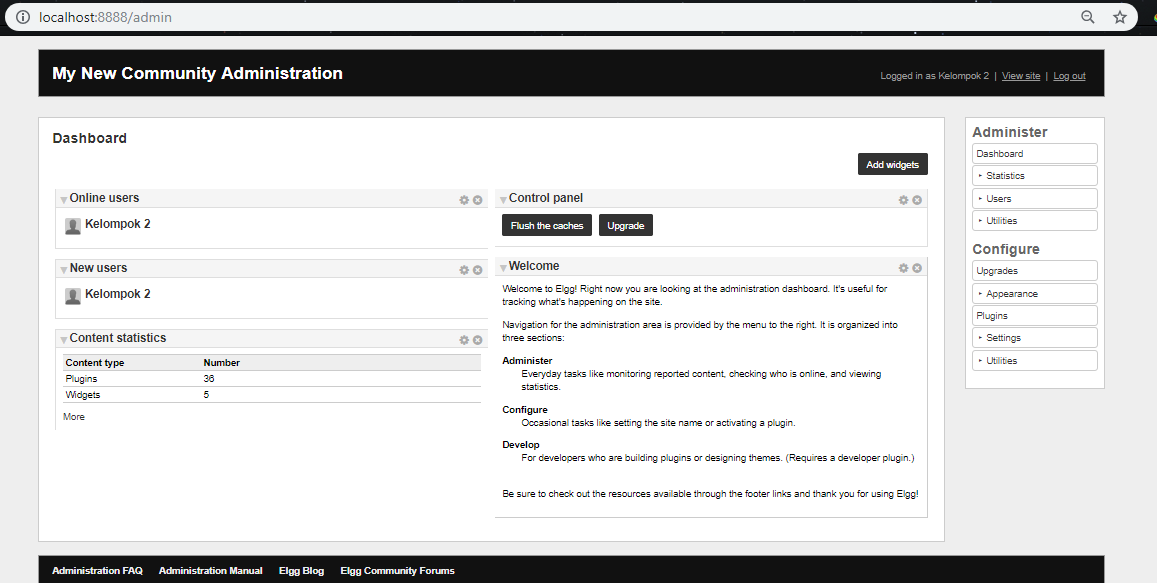 localhost:8888/admin
My New Community Administration
Logged in as Kelompok 2 | View site | Log out
Dashboard
Add widgets
Online users
Kelompok 2
New users
Kelompok 2
Content statistics
Content type Number
Plugins 36
Widgets 5
More
Control panel
Flush the caches Upgrade
Welcome
Welcome to Elgg! Right now you are looking at the administration dashboard. It's useful for
tracking what's happening on the site.
Navigation for the administration area is provided by the menu to the right. It is organized into
three sections:
Administer
Everyday tasks like monitoring reported content, checking who is online, and viewing
statistics.
Configure
Occasional tasks like setting the site name or activating a plugin.
Develop
For developers who are building plugins or designing themes. (Requires a developer plugin.)
Be sure to check out the resources available through the footer links and thank you for using Elgg!
Administer
Dashboard
Statistics
Users
Utilities
Configure
Upgrades
Appearance
Plugins
Settings
Utilities
Administration FAQ Administration Manual Elgg Blog Elgg Community Forums